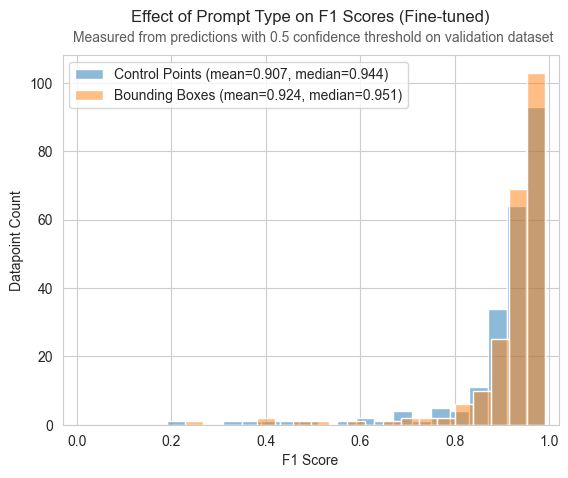 Effect of Prompt Type on F1 Scores (Fine-tuned)
Measured from predictions with 0.5 confidence threshold on validation dataset
Control Points (mean=0.907, median=0.944)
Bounding Boxes (mean=0.924, median=0.951)
Datapoint Count
100
80
60
40
20
0
0.0 0.2 0.4 0.6 0.8 1.0
F1 Score